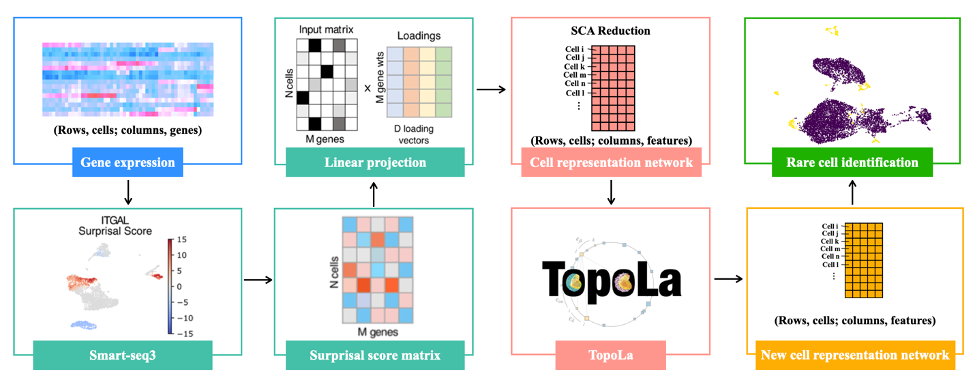 (Rows, cells; columns, genes)
Gene expression
ITGAL
Surprisal Score
15
10
5
0
−5
−10
−15
Smart-seq3
N cells
M genes
Surprisal score matrix
Input matrix
N cells
M genes
x
Loadings
M gene wts
D loading
vectors
Linear projection
SCA Reduction
Cell i
Cell j
Cell k
Cell m
Cell n
Cell l
...
(Rows, cells; columns, features)
Cell representation network
TopoLa
TopoLa
Cell i
Cell j
Cell k
Cell m
Cell n
Cell l
...
(Rows, cells; columns, features)
New cell representation network
Rare cell identification